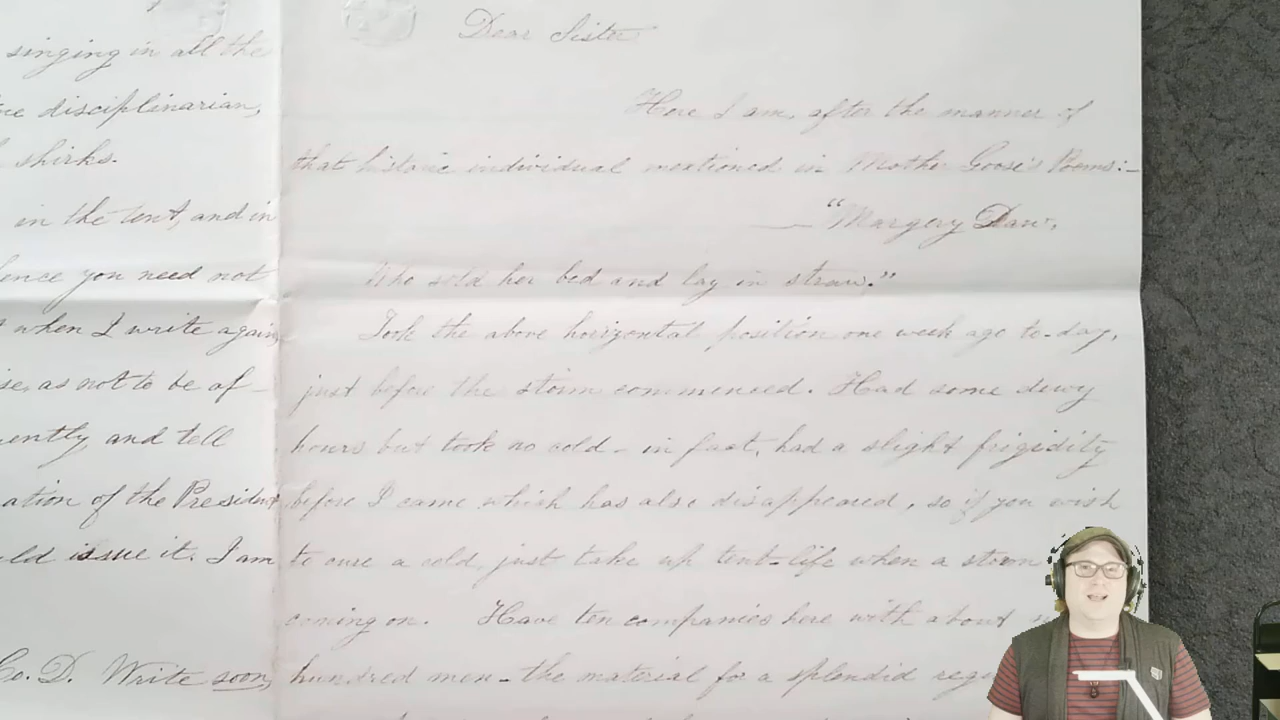 singing in all the
disciplinarian,
shirks.
in the tent, and in
you need not
when I write again,
as not to be af-
and tell
ation of the President
issue it. I am
Co. D. Write soon,
Dear Sister
Here I am, after the manner of
that historic individual mentioned in Mother Goose's Poems:-
"Margery Daw,
Who sold her bed and lay in straw."
Took the above horizontal position one week ago to-day,
just before the storm commenced. Had some dewy
hours but took no cold - in fact, had a slight frigidity
before I came which has also disappeared, so if you wish
to cure a cold, just take up tent-life when a
coming on. Have ten companies here with about
hundred men - the material for a splendid